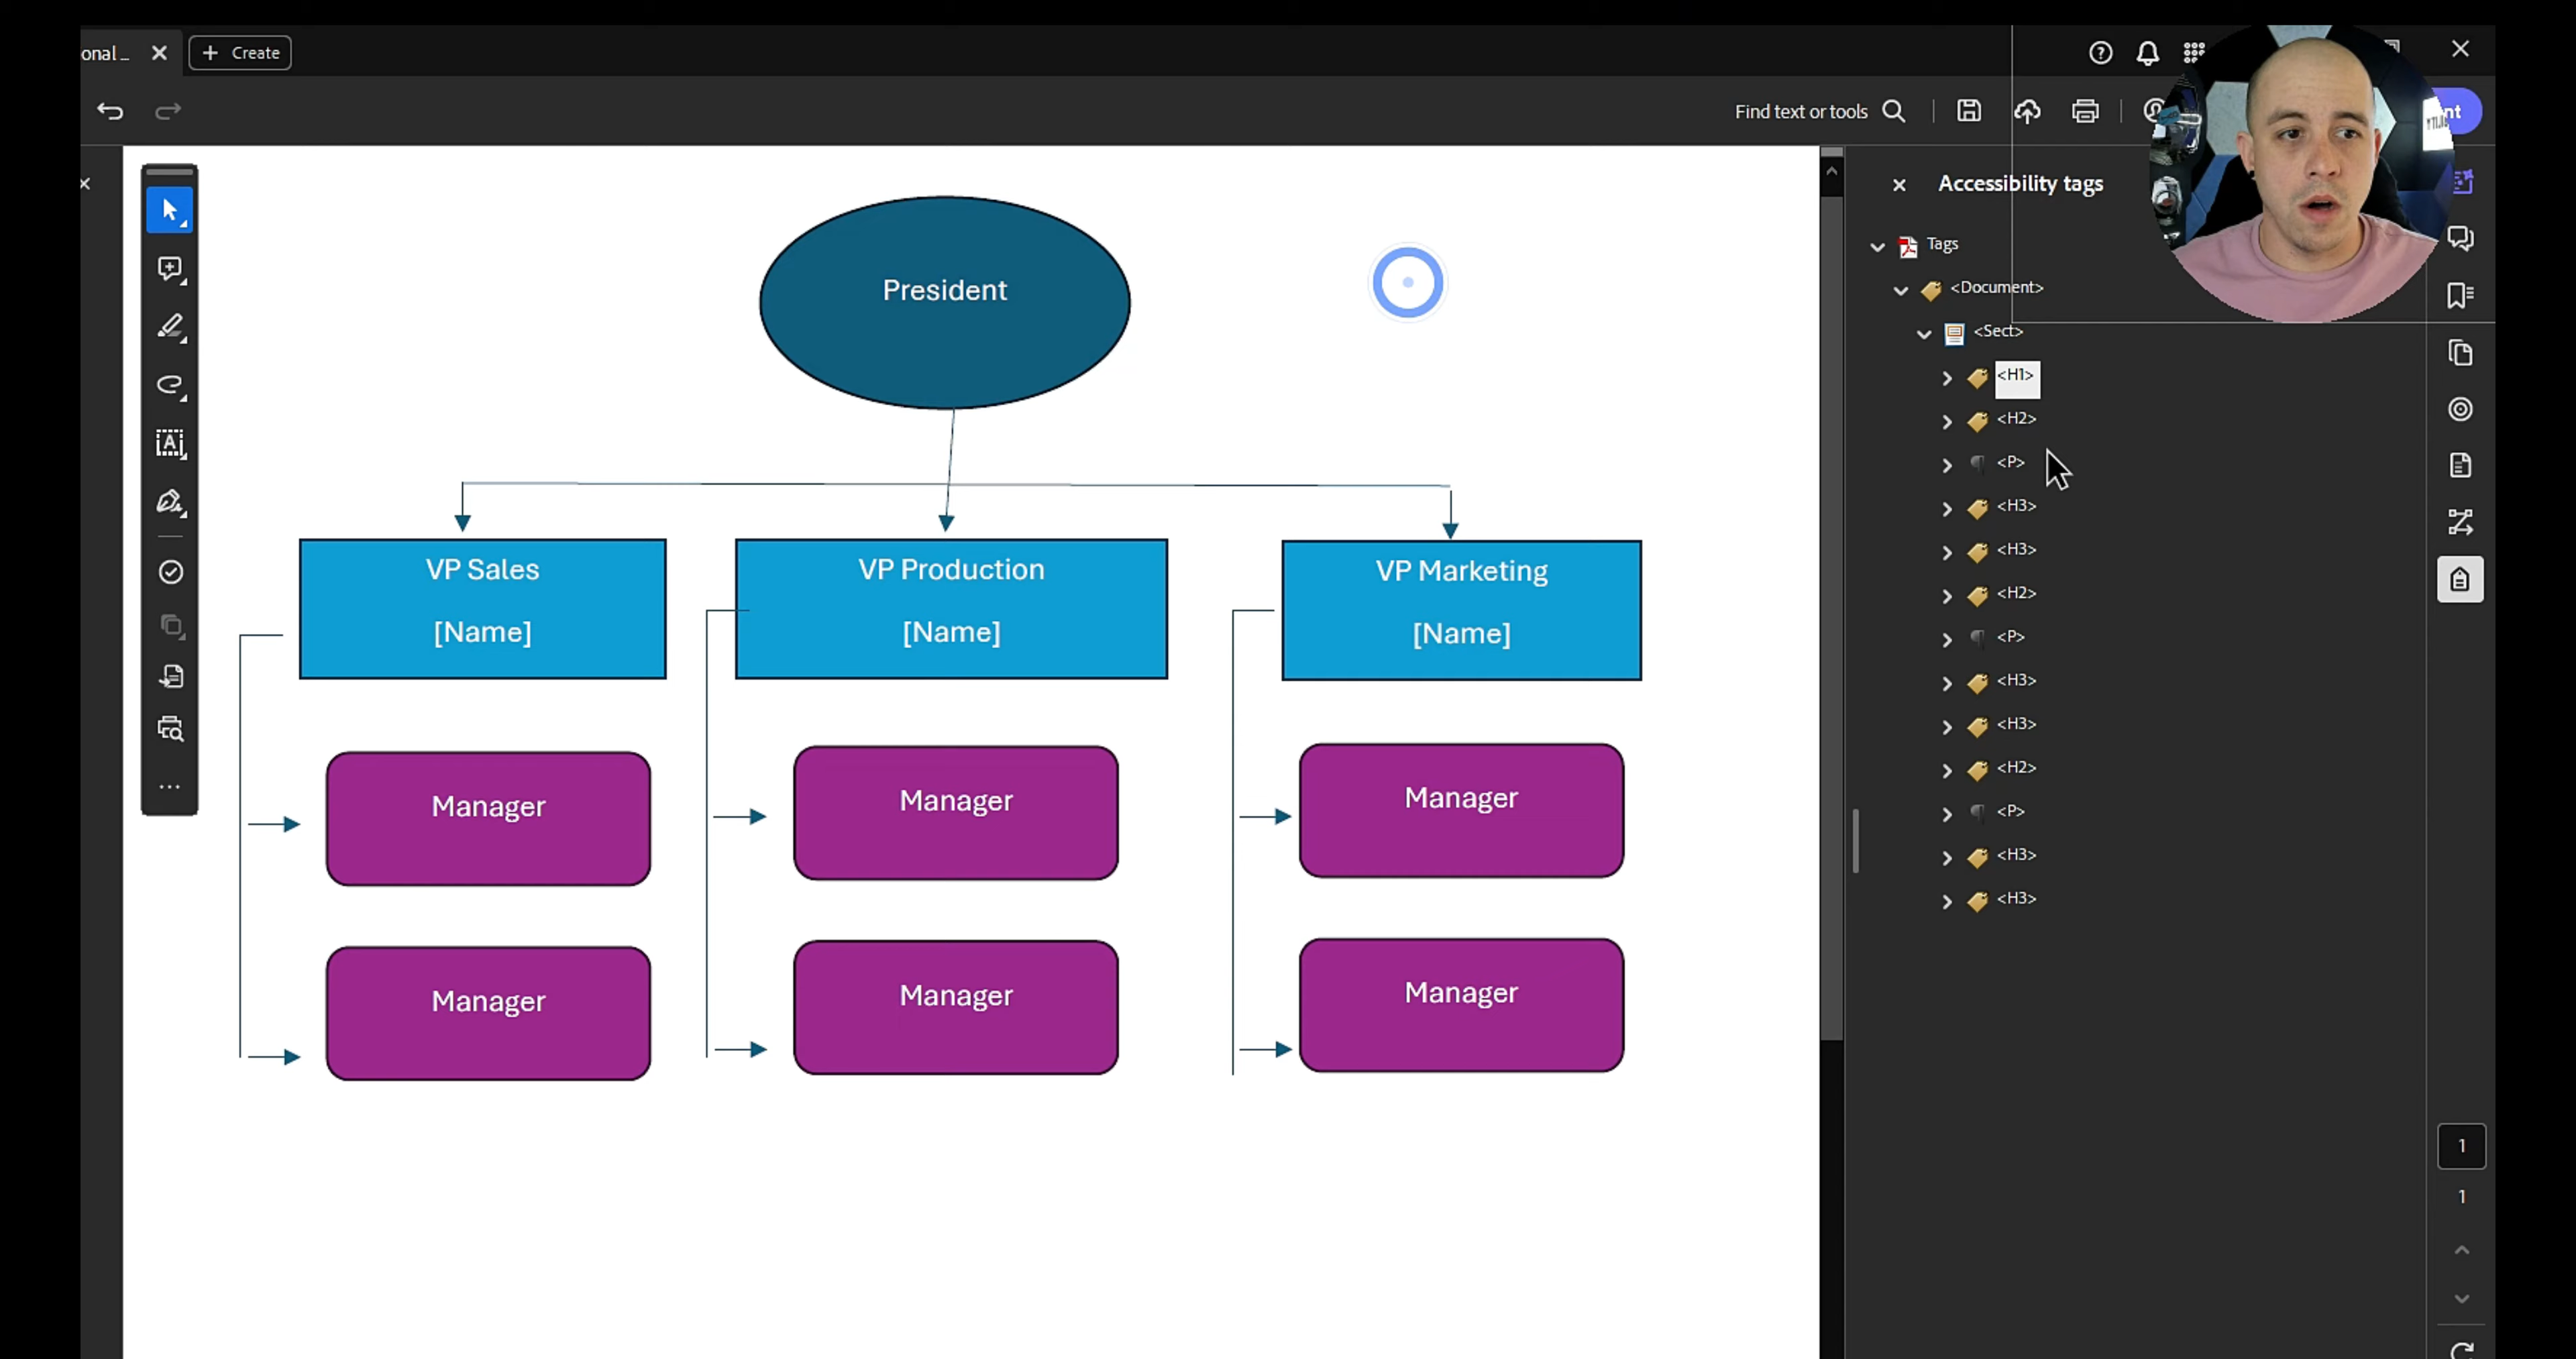 onal _
Create
Find text or tools
nt
President
VP Sales
[Name]
VP Production
[Name]
VP Marketing
[Name]
Manager
Manager
Manager
Manager
Manager
Manager
Accessibility tags
Tags
<Document>
<Sect>
<H1>
<H2>
<P>
<H3>
<H3>
<H2>
<P>
<H3>
<H3>
<H2>
<P>
<H3>
<H3>
1
1